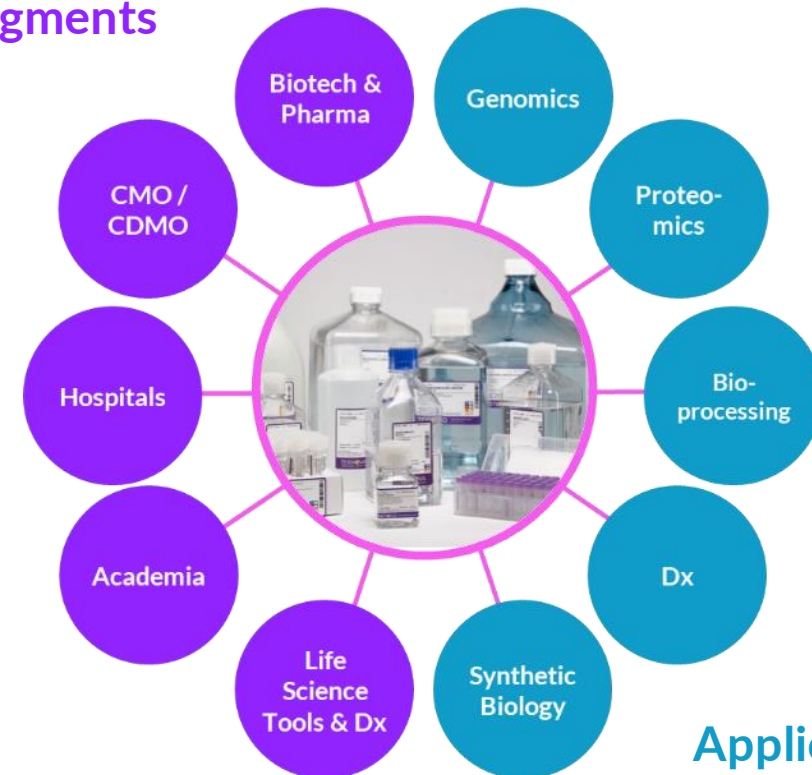 gments
Biotech &
Pharma
Genomics
CMO /
CDMO
Proteo-
mics
Hospitals
Bio-
processing
Academia
Dx
Life
Science
Tools & Dx
Synthetic
Biology
Applic